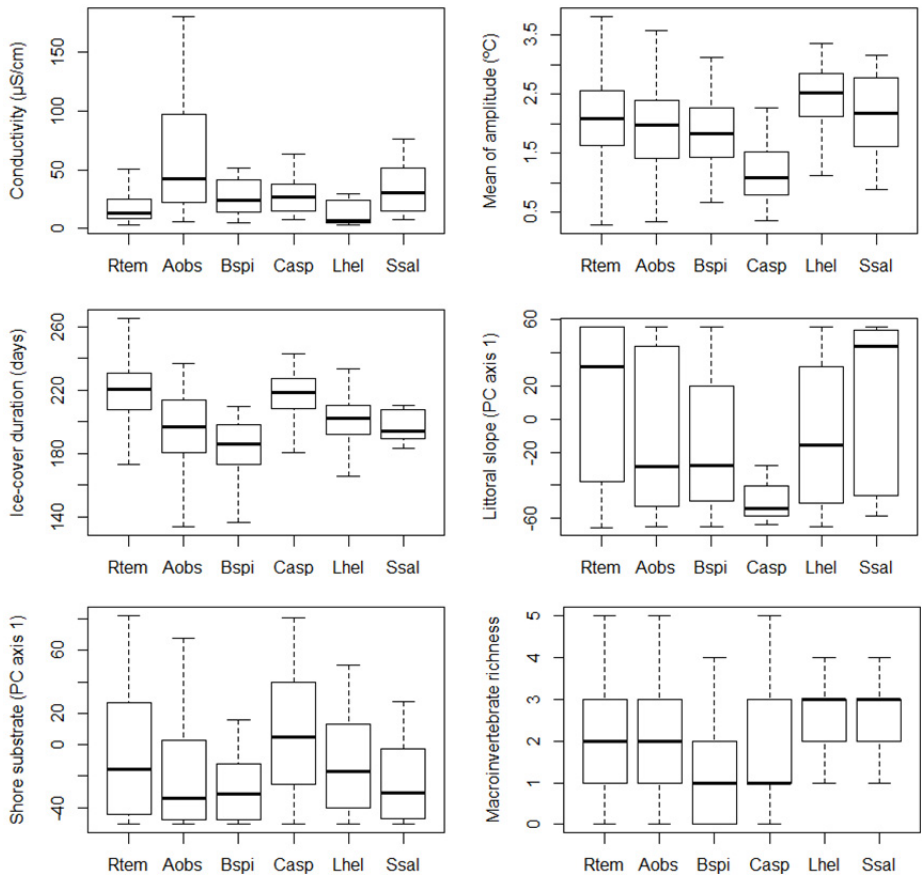 Conductivity (µS/cm)
150
100
50
0
Rtem Aobs Bspi Casp Lhel Ssal
Mean of amplitude (ºC)
3.5
2.5
1.5
0.5
Rtem Aobs Bspi Casp Lhel Ssal
Ice-cover duration (days)
260
220
180
140
Rtem Aobs Bspi Casp Lhel Ssal
Littoral slope (PC axis 1)
60
20
0
-20
-60
Rtem Aobs Bspi Casp Lhel Ssal
Shore substrate (PC axis 1)
60
20
0
-40
Rtem Aobs Bspi Casp Lhel Ssal
Macroinvertebrate richness
5
4
3
2
1
0
Rtem Aobs Bspi Casp Lhel Ssal